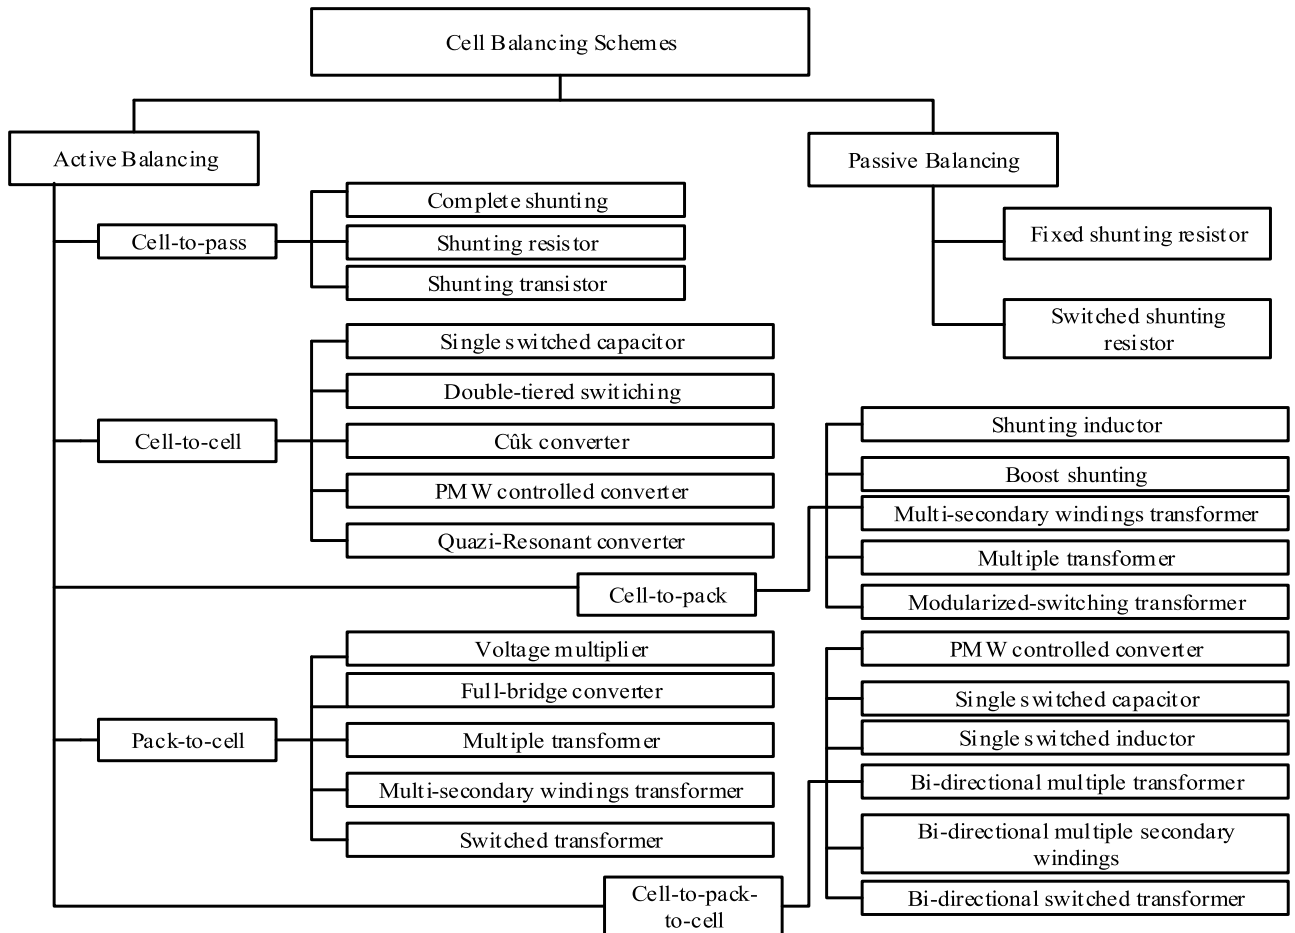 Cell Balancing Schemes
Active Balancing
Passive Balancing
Cell-to-pass
Complete shunting
Shunting resistor
Shunting transistor
Fixed shunting resistor
Switched shunting
resistor
Cell-to-cell
Single switched capacitor
Double-tiered switiching
Cûk converter
PMW controlled converter
Quazi-Resonant converter
Cell-to-pack
Shunting inductor
Boost shunting
Multi-secondary windings transformer
Multiple transformer
Modularized-switching transformer
Pack-to-cell
Voltage multiplier
Full-bridge converter
Multiple transformer
Multi-secondary windings transformer
Switched transformer
Cell-to-pack-
to-cell
PMW controlled converter
Single switched capacitor
Single switched inductor
Bi-directional multiple transformer
Bi-directional multiple secondary
windings
Bi-directional switched transformer